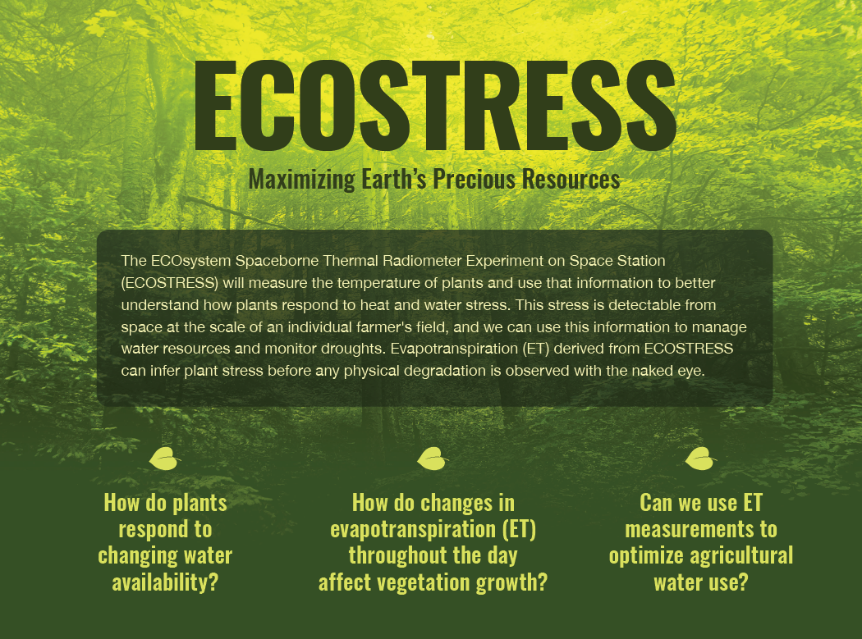 ECOSTRESS
Maximizing Earth's Precious Resources
The ECOsystem Spaceborne Thermal Radiometer Experiment on Space Station
(ECOSTRESS) will measure the temperature of plants and use that information to better
understand how plants respond to heat and water stress. This stress is detectable from
space at the scale of an individual farmer's field, and we can use this information to manage
water resources and monitor droughts. Evapotranspiration (ET) derived from ECOSTRESS
can infer plant stress before any physical degradation is observed with the naked eye.
How do plants
respond to
changing water
availability?
How do changes in
evapotranspiration (ET)
throughout the day
affect vegetation growth?
Can we use ET
measurements to
optimize agricultural
water use?